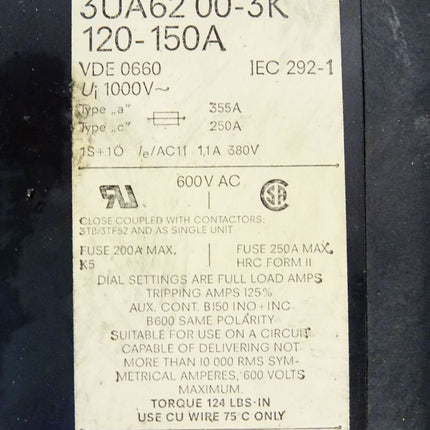 3UA62 00-3K
120-150A
VDE 0660 IEC 292-1
Ui 1000V~
Type „a" 355A
Type „c" 250A
1S+1Ö Ie/AC11 1,1A 380V
600V AC
CLOSE COUPLED WITH CONTACTORS:
3TB/3TF52 AND AS SINGLE UNIT
FUSE 200A MAX. FUSE 250A MAX.
K5 HRC FORM II
DIAL SETTINGS ARE FULL LOAD AMPS
TRIPPING AMPS 125%
AUX. CONT. B150 INO+INC
B600 SAME POLARITY
SUITABLE FOR USE ON A CIRCUIT
CAPABLE OF DELIVERING NOT
MORE THAN 10 000 RMS SYM-
METRICAL AMPERES, 600 VOLTS
MAXIMUM.
TORQUE 124 LBS·IN
USE CU WIRE 75°C ONLY